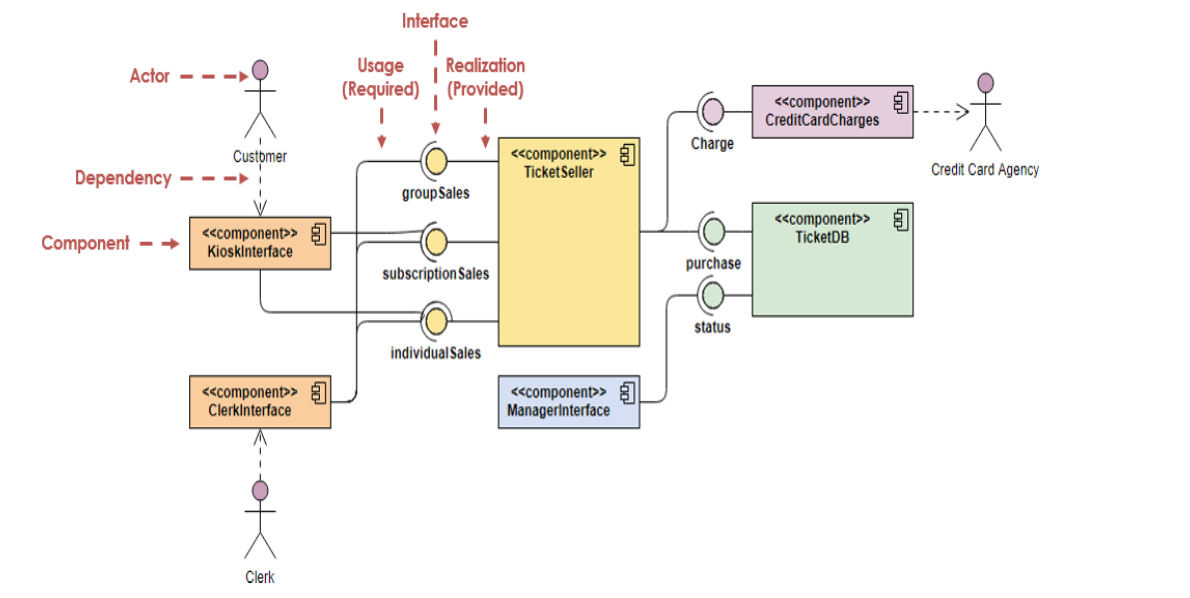 Interface
Actor
Usage
(Required)
Realization
(Provided)
Customer
<<component>>
TicketSeller
<<component>>
CreditCardCharges
Charge
Credit Card Agency
Dependency
groupSales
Component
<<component>>
KioskInterface
subscriptionSales
<<component>>
TicketDB
purchase
status
individualSales
<<component>>
ClerkInterface
<<component>>
ManagerInterface
Clerk